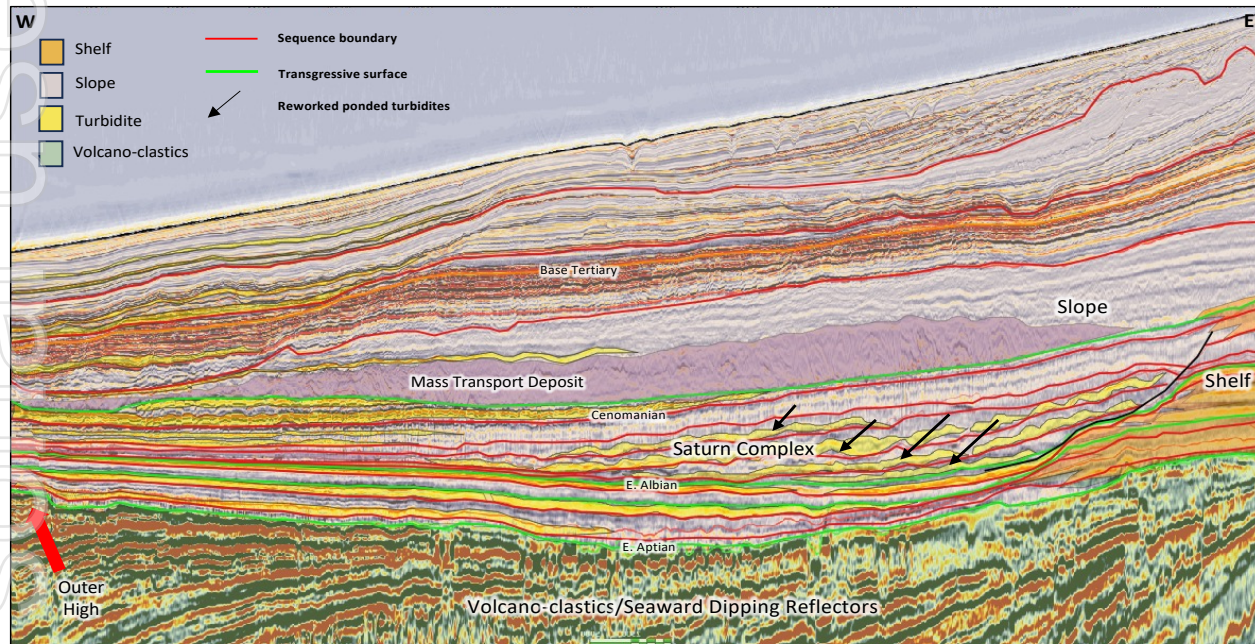 W
E
Shelf
Slope
Turbidite
Volcano-clastics
Sequence boundary
Transgressive surface
Reworked ponded turbidites
Base Tertiary
Slope
Mass Transport Deposit
Shelf
Cenomanian
Saturn Complex
E. Albian
E. Aptian
Outer
High
Volcano-clastics/Seaward Dipping Reflectors